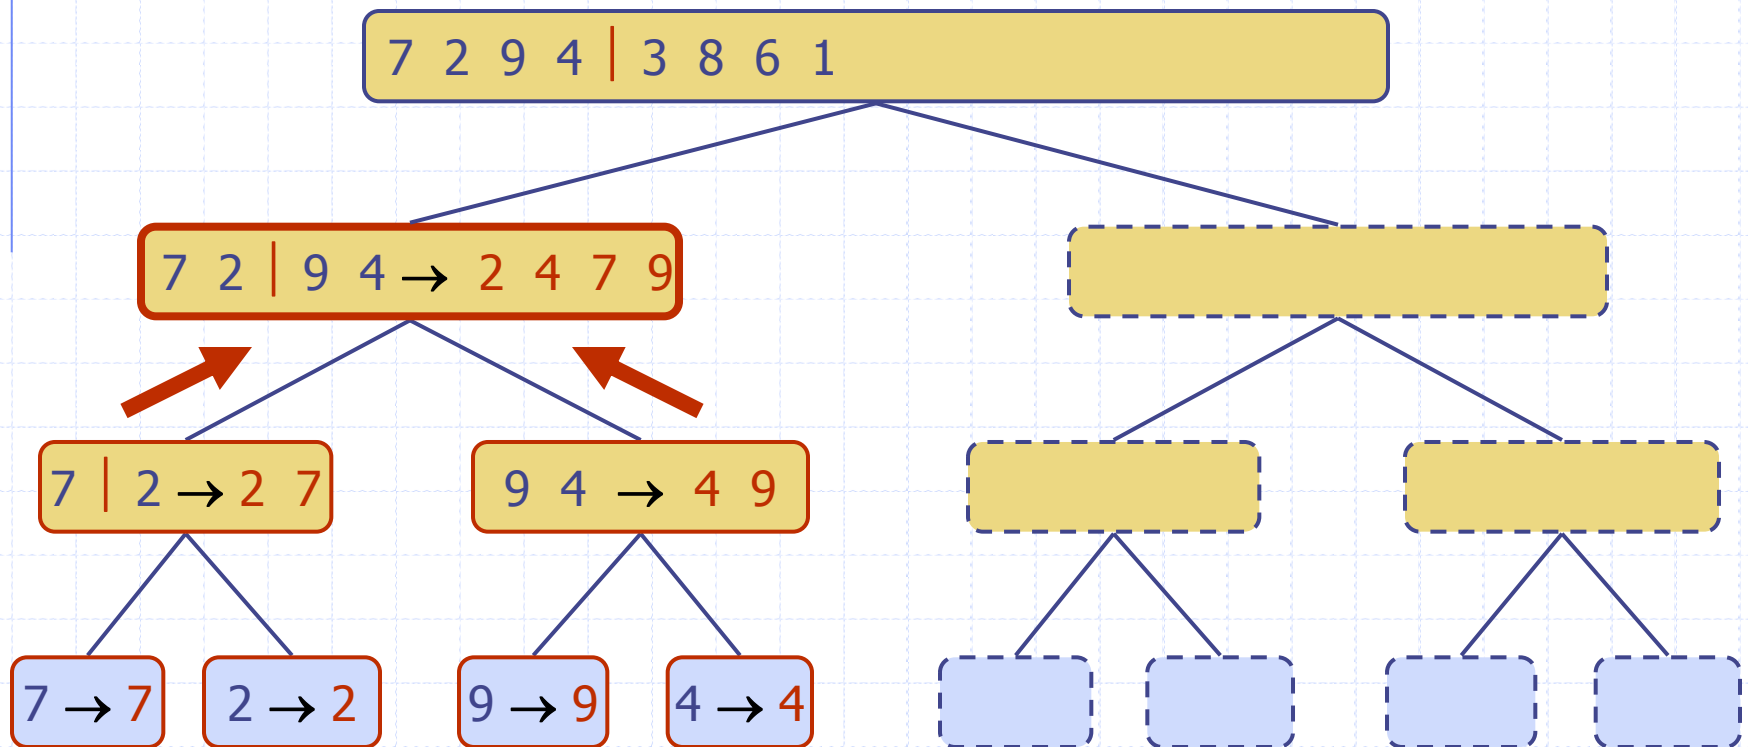 7 2 9 4 | 3 8 6 1
7 2 | 9 4 → 2 4 7 9
7 | 2 → 2 7
9 4 → 4 9
7 → 7
2 → 2
9 → 9
4 → 4